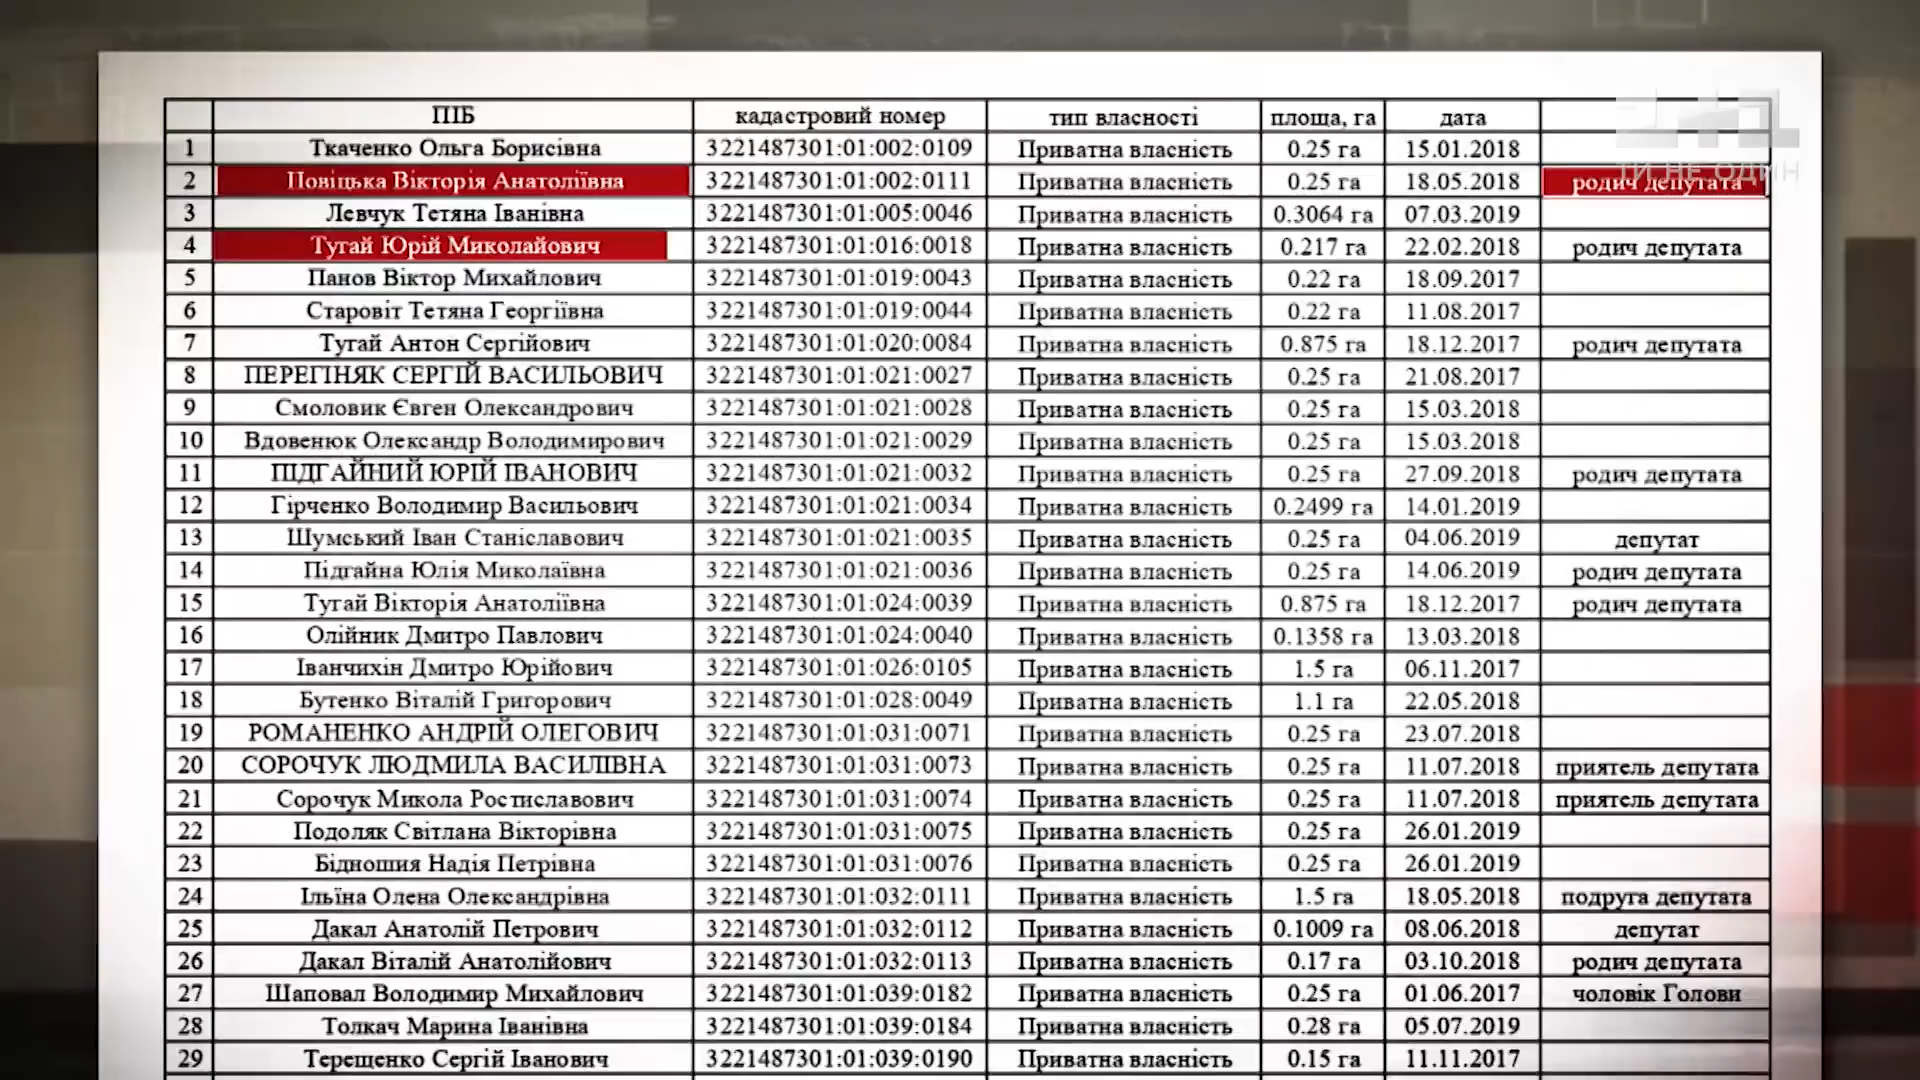 ПІБ кадастровий номер тип власності площа, га дата
1 Ткаченко Ольга Борисівна 3221487301:01:002:0109 Приватна власність 0.25 га 15.01.2018
2 Повіцька Вікторія Анатоліївна 3221487301:01:002:0111 Приватна власність 0.25 га 18.05.2018 родич депутата
ТИ НЕ ОДИН
3 Левчук Тетяна Іванівна 3221487301:01:005:0046 Приватна власність 0.3064 га 07.03.2019
4 Тугай Юрій Миколайович 3221487301:01:016:0018 Приватна власність 0.217 га 22.02.2018 родич депутата
5 Панов Віктор Михайлович 3221487301:01:019:0043 Приватна власність 0.22 га 18.09.2017
6 Старовіт Тетяна Георгіївна 3221487301:01:019:0044 Приватна власність 0.22 га 11.08.2017
7 Тугай Антон Сергійович 3221487301:01:020:0084 Приватна власність 0.875 га 18.12.2017 родич депутата
8 ПЕРЕГІНЯК СЕРГІЙ ВАСИЛЬОВИЧ 3221487301:01:021:0027 Приватна власність 0.25 га 21.08.2017
9 Смоловик Євген Олександрович 3221487301:01:021:0028 Приватна власність 0.25 га 15.03.2018
10 Вдовенюк Олександр Володимирович 3221487301:01:021:0029 Приватна власність 0.25 га 15.03.2018
11 ПІДГАЙНИЙ ЮРІЙ ІВАНОВИЧ 3221487301:01:021:0032 Приватна власність 0.25 га 27.09.2018 родич депутата
12 Гірченко Володимир Васильович 3221487301:01:021:0034 Приватна власність 0.2499 га 14.01.2019
13 Шумський Іван Станіславович 3221487301:01:021:0035 Приватна власність 0.25 га 04.06.2019 депутат
14 Підгайна Юлія Миколаївна 3221487301:01:021:0036 Приватна власність 0.25 га 14.06.2019 родич депутата
15 Тугай Вікторія Анатоліївна 3221487301:01:024:0039 Приватна власність 0.875 га 18.12.2017 родич депутата
16 Олійник Дмитро Павлович 3221487301:01:024:0040 Приватна власність 0.1358 га 13.03.2018
17 Іванчихін Дмитро Юрійович 3221487301:01:026:0105 Приватна власність 1.5 га 06.11.2017
18 Бутенко Віталій Григорович 3221487301:01:028:0049 Приватна власність 1.1 га 22.05.2018
19 РОМАНЕНКО АНДРІЙ ОЛЕГОВИЧ 3221487301:01:031:0071 Приватна власність 0.25 га 23.07.2018
20 СОРОЧУК ЛЮДМИЛА ВАСИЛІВНА 3221487301:01:031:0073 Приватна власність 0.25 га 11.07.2018 приятель депутата
21 Сорочук Микола Ростиславович 3221487301:01:031:0074 Приватна власність 0.25 га 11.07.2018 приятель депутата
22 Подоляк Світлана Вікторівна 3221487301:01:031:0075 Приватна власність 0.25 га 26.01.2019
23 Бідношия Надія Петрівна 3221487301:01:031:0076 Приватна власність 0.25 га 26.01.2019
24 Ільїна Олена Олександрівна 3221487301:01:032:0111 Приватна власність 1.5 га 18.05.2018 подруга депутата
25 Дакал Анатолій Петрович 3221487301:01:032:0112 Приватна власність 0.1009 га 08.06.2018 депутат
26 Дакал Віталій Анатолійович 3221487301:01:032:0113 Приватна власність 0.17 га 03.10.2018 родич депутата
27 Шаповал Володимир Михайлович 3221487301:01:039:0182 Приватна власність 0.25 га 01.06.2017 чоловік Голови
28 Толкач Марина Іванівна 3221487301:01:039:0184 Приватна власність 0.28 га 05.07.2019
29 Терещенко Сергій Іванович 3221487301:01:039:0190 Приватна власність 0.15 га 11.11.2017